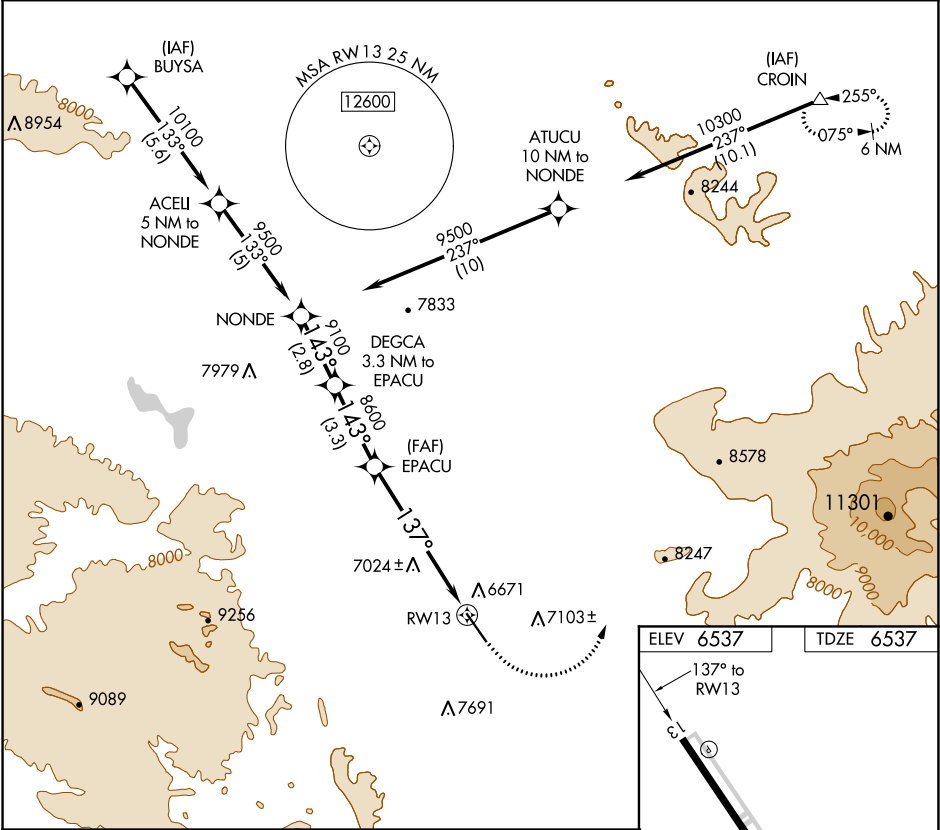 (IAF)
BUYSA
MSA RW13 25 NM
12600
(IAF)
CROIN
255°
075°
6 NM
10300
237°
(10.1)
8000
8954
10100
133°
(5.6)
ATUCU
10 NM to
NONDE
8244
ACELI
5 NM to
NONDE
9500
133°
(5)
9500
237°
(10)
7833
NONDE
9100
143°
(2.8)
DEGCA
3.3 NM to
EPACU
7979
8600
143°
(3.3)
(FAF)
EPACU
8578
11301
10,000
137°
8000
7024±
8247
9000
8000
6671
RW13
7103±
9256
ELEV 6537
TDZE 6537
137° to
RW13
9089
7691
13
P